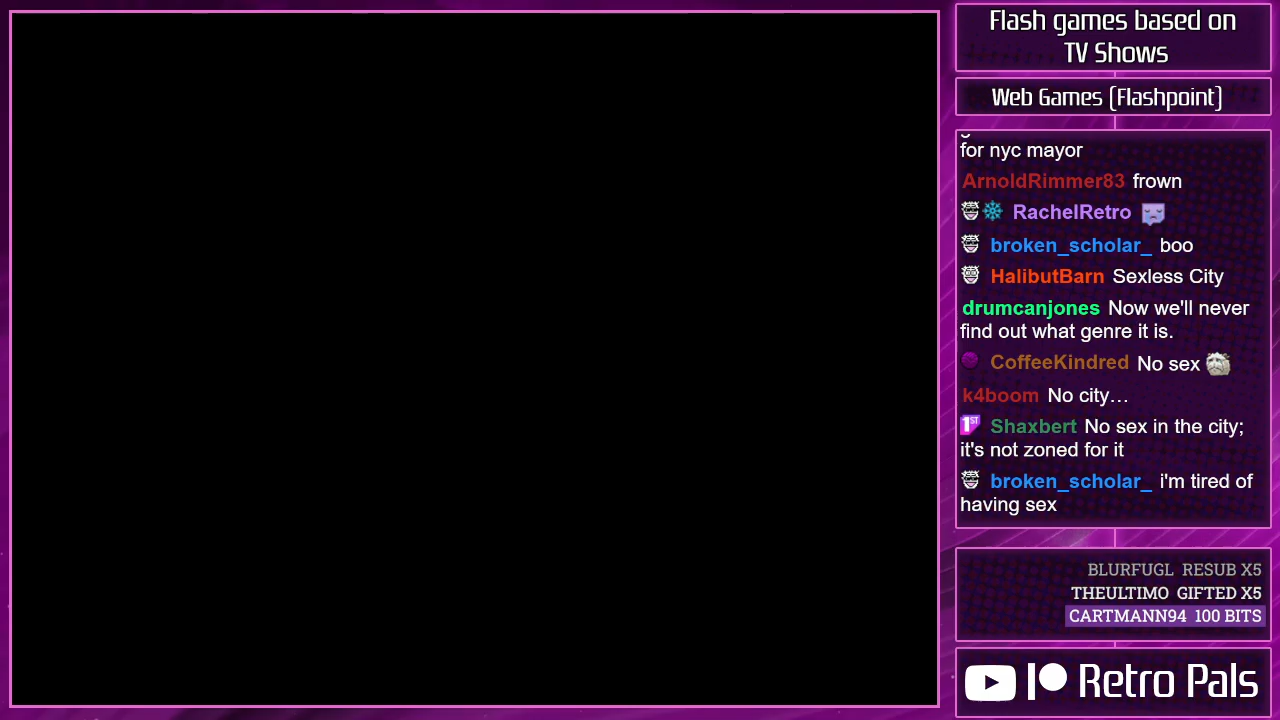 Flash games based on
TV Shows
Web Games (Flashpoint)
for nyc mayor
ArnoldRimmer83 frown
RachelRetro
broken_scholar_ boo
HalibutBarn Sexless City
drumcanjones Now we'll never
find out what genre it is.
CoffeeKindred No sex
k4boom No city…
1ST Shaxbert No sex in the city;
it's not zoned for it
broken_scholar_ i'm tired of
having sex
BLURFUGL RESUB X5
THEULTIMO GIFTED X5
CARTMANN94 100 BITS
Retro Pals